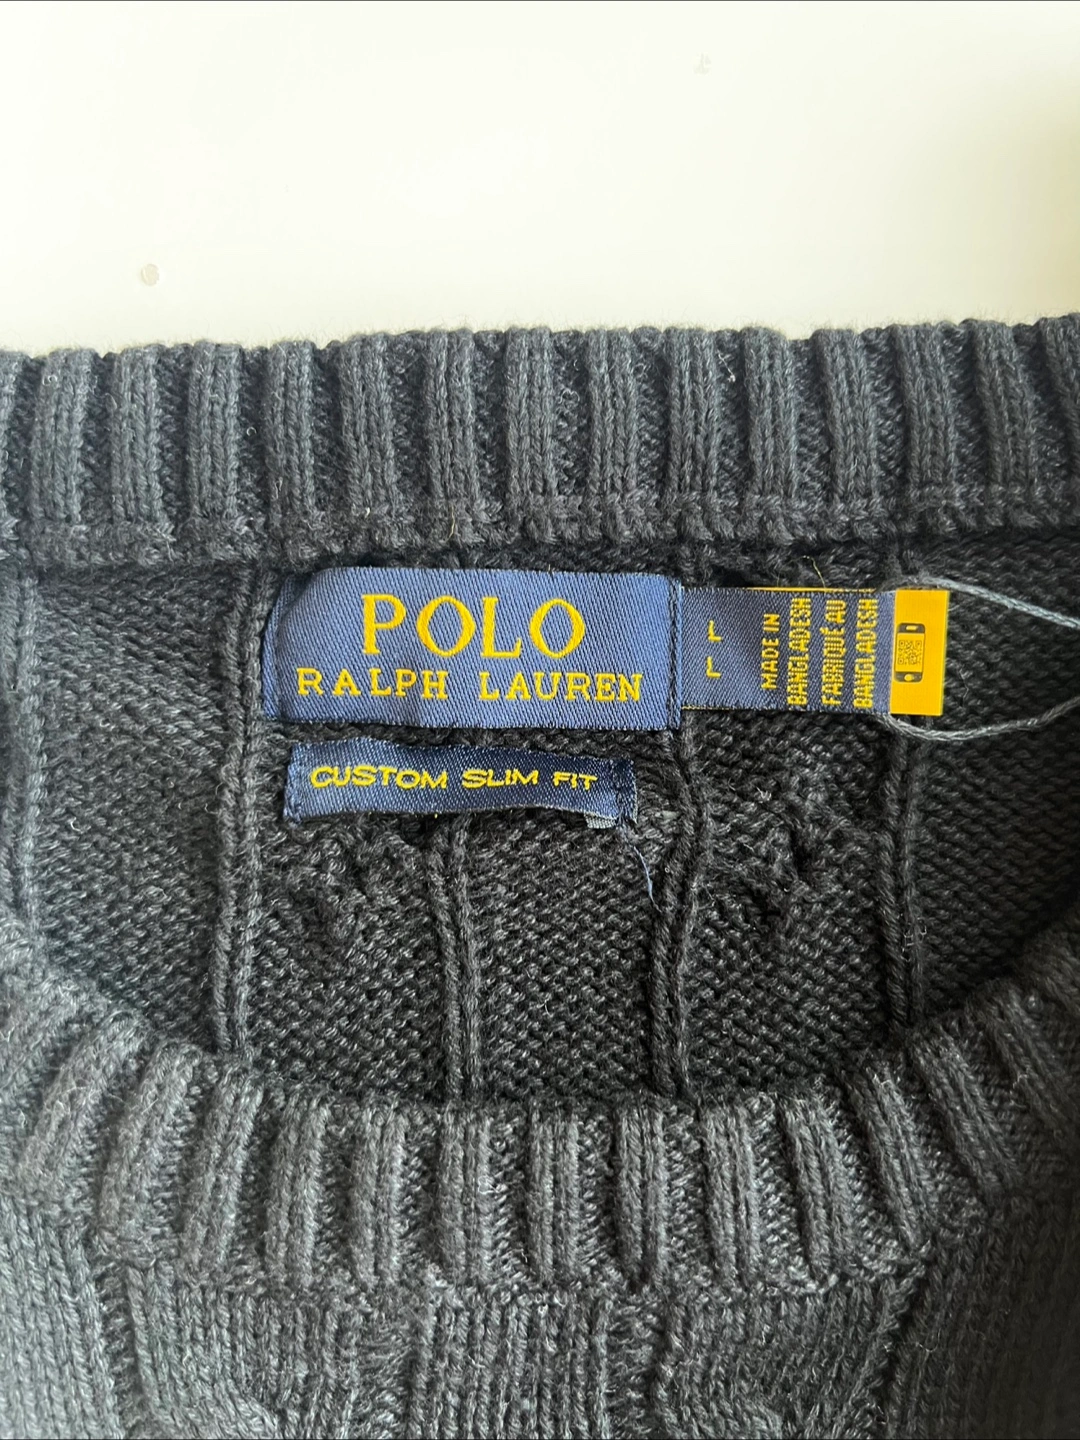 POLO
RALPH LAUREN
CUSTOM SLIM FIT
L
L
MADE IN
BANGLADESH
FABRIQUÉ AU
BANGLADESH